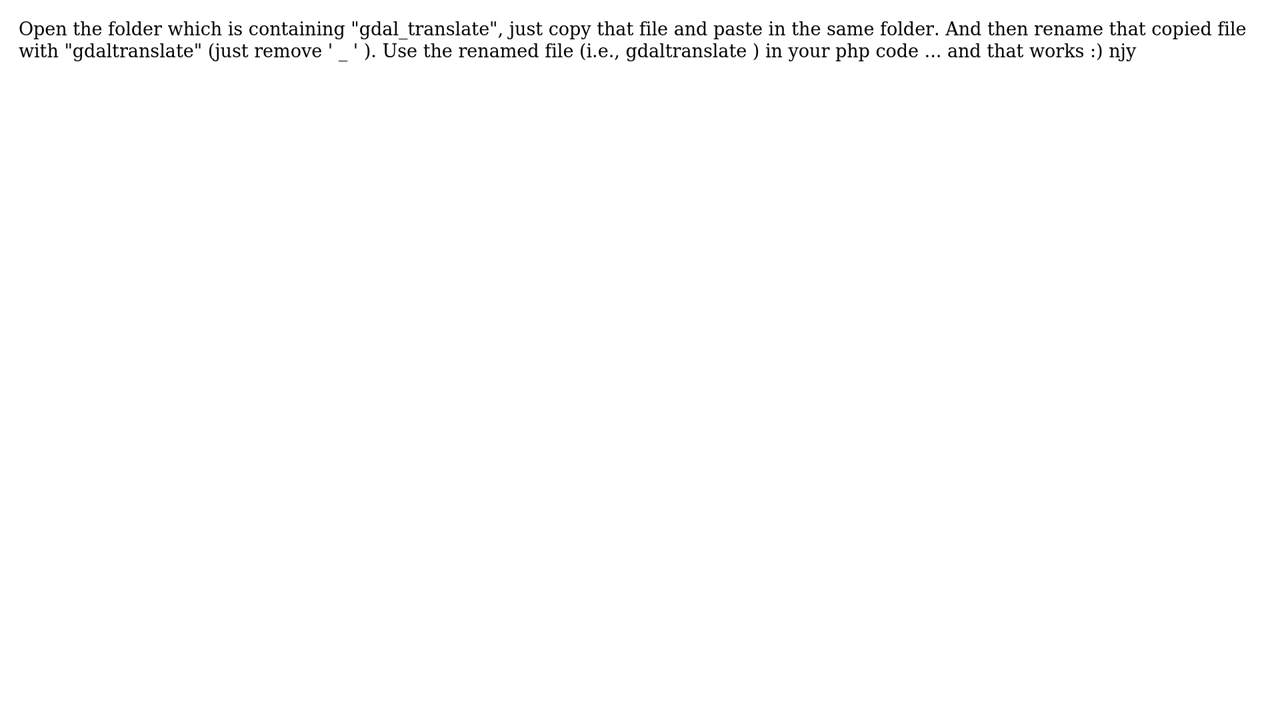 Open the folder which is containing "gdal_translate", just copy that file and paste in the same folder. And then rename that copied file
with "gdaltranslate" (just remove ' _ ' ). Use the renamed file (i.e., gdaltranslate ) in your php code ... and that works :) njy